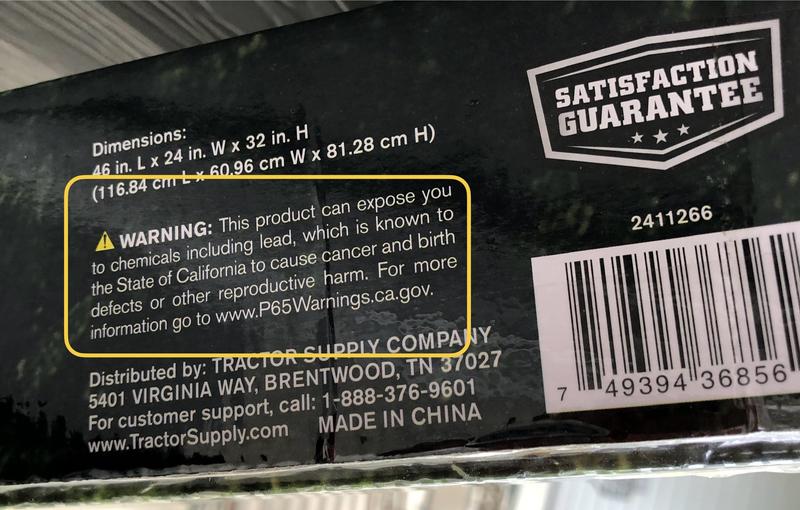 Dimensions:
46 in. L x 24 in. W x 32 in. H
(116.84 cm L x 60.96 cm W x 81.28 cm H)
WARNING: This product can expose you
to chemicals including lead, which is known to
the State of California to cause cancer and birth
defects or other reproductive harm. For more
information go to www.P65Warnings.ca.gov.
Distributed by: TRACTOR SUPPLY COMPANY
5401 VIRGINIA WAY, BRENTWOOD, TN 37027
For customer support, call: 1-888-376-9601
www.TractorSupply.com MADE IN CHINA
SATISFACTION
GUARANTEE
2411266
7 49394 36856